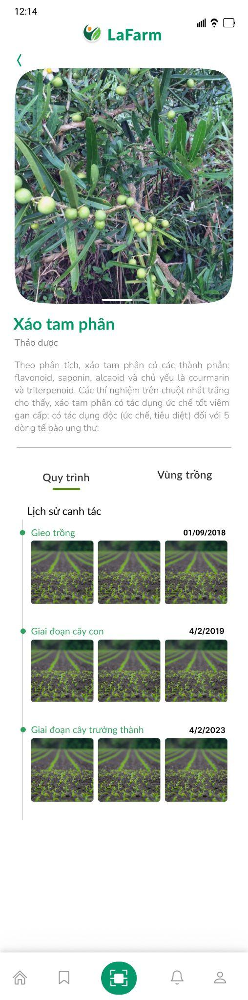 12:14
LaFarm
Xáo tam phân
Thảo dược
Theo phân tích, xáo tam phân có các thành phần:
flavonoid, saponin, alcaoid và chủ yếu là courmarin
và triterpenoid. Các thí nghiệm trên chuột nhắt trắng
cho thấy, xáo tam phân có tác dụng ức chế tốt viêm
gan cấp; có tác dụng độc (ức chế, tiêu diệt) đối với 5
dòng tế bào ung thư:
Quy trình
Vùng trồng
Lịch sử canh tác
Gieo trồng 01/09/2018
Giai đoạn cây con 4/2/2019
Giai đoạn cây trưởng thành 4/2/2023